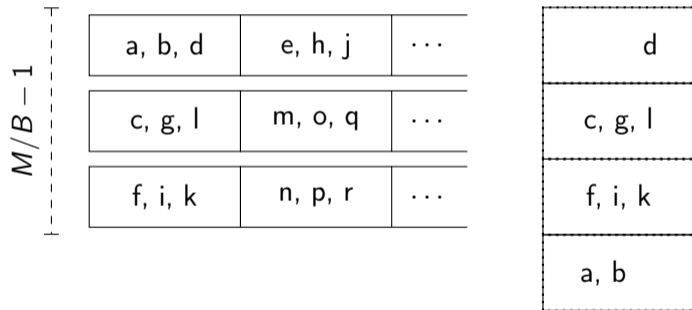 a, b, d e, h, j ··· d
M/B − 1
c, g, l m, o, q ··· c, g, l
f, i, k n, p, r ··· f, i, k
a, b